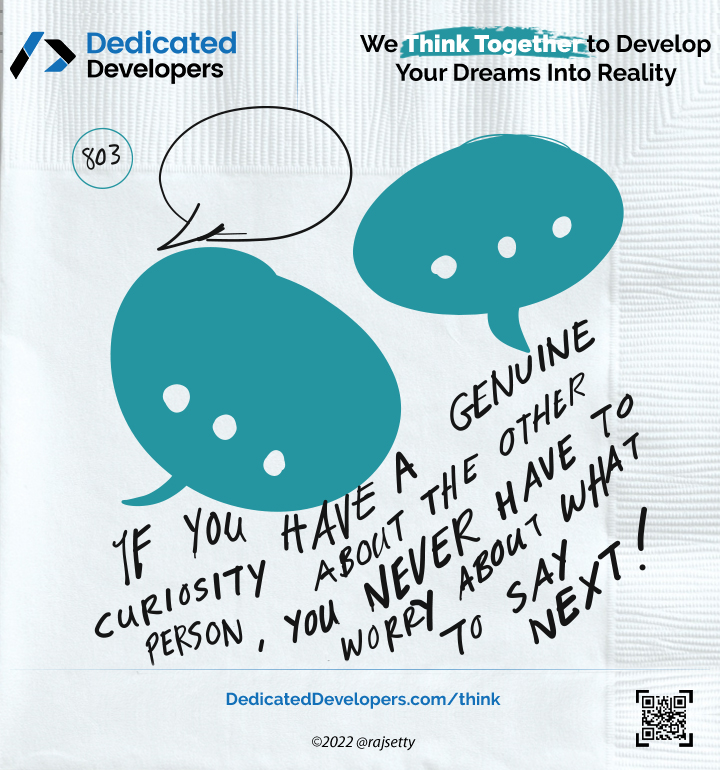 Dedicated
Developers
We Think Together to Develop
Your Dreams Into Reality
803
IF YOU HAVE A GENUINE
CURIOSITY ABOUT THE OTHER
PERSON, YOU NEVER HAVE TO
WORRY ABOUT WHAT
TO SAY
NEXT!
DedicatedDevelopers.com/think
©2022 @rajsetty